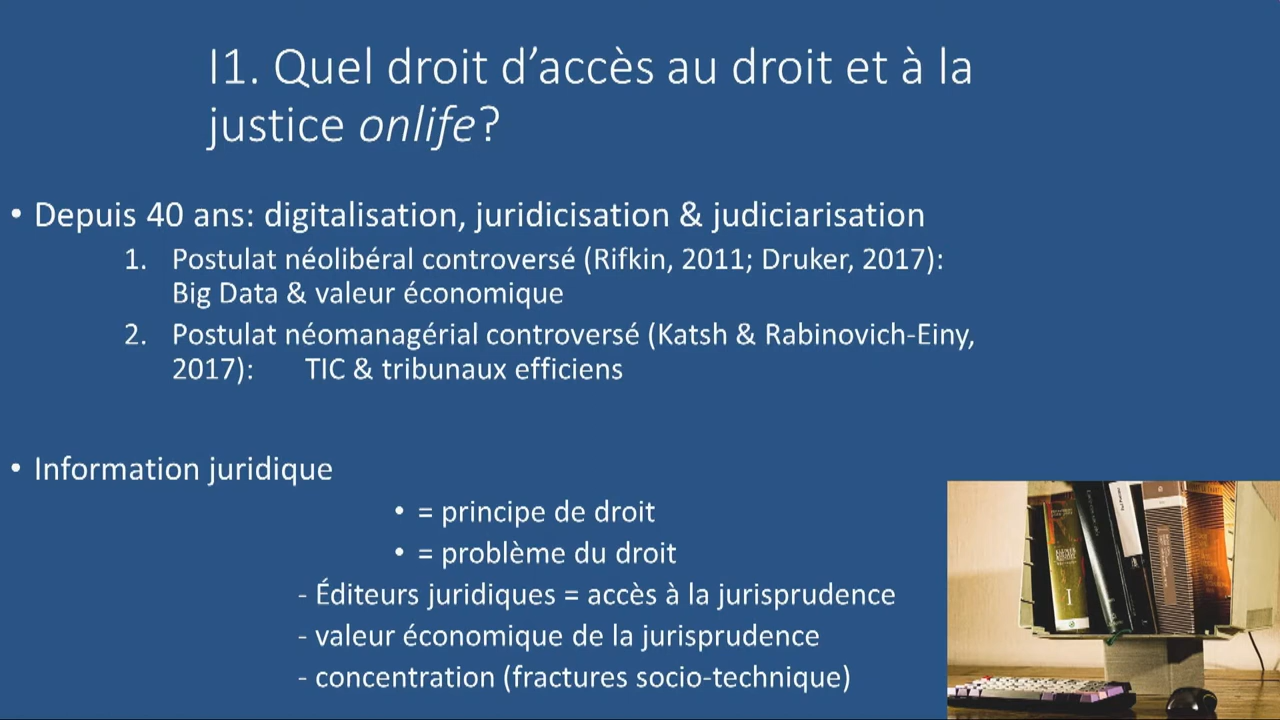 I1. Quel droit d’accès au droit et à la
justice onlife?
• Depuis 40 ans: digitalisation, juridicisation & judiciarisation
1. Postulat néolibéral controversé (Rifkin, 2011; Druker, 2017):
Big Data & valeur économique
2. Postulat néomanagérial controversé (Katsh & Rabinovich-Einy,
2017): TIC & tribunaux efficiens
• Information juridique
• = principe de droit
• = problème du droit
- Éditeurs juridiques = accès à la jurisprudence
- valeur économique de la jurisprudence
- concentration (fractures socio-technique)
I